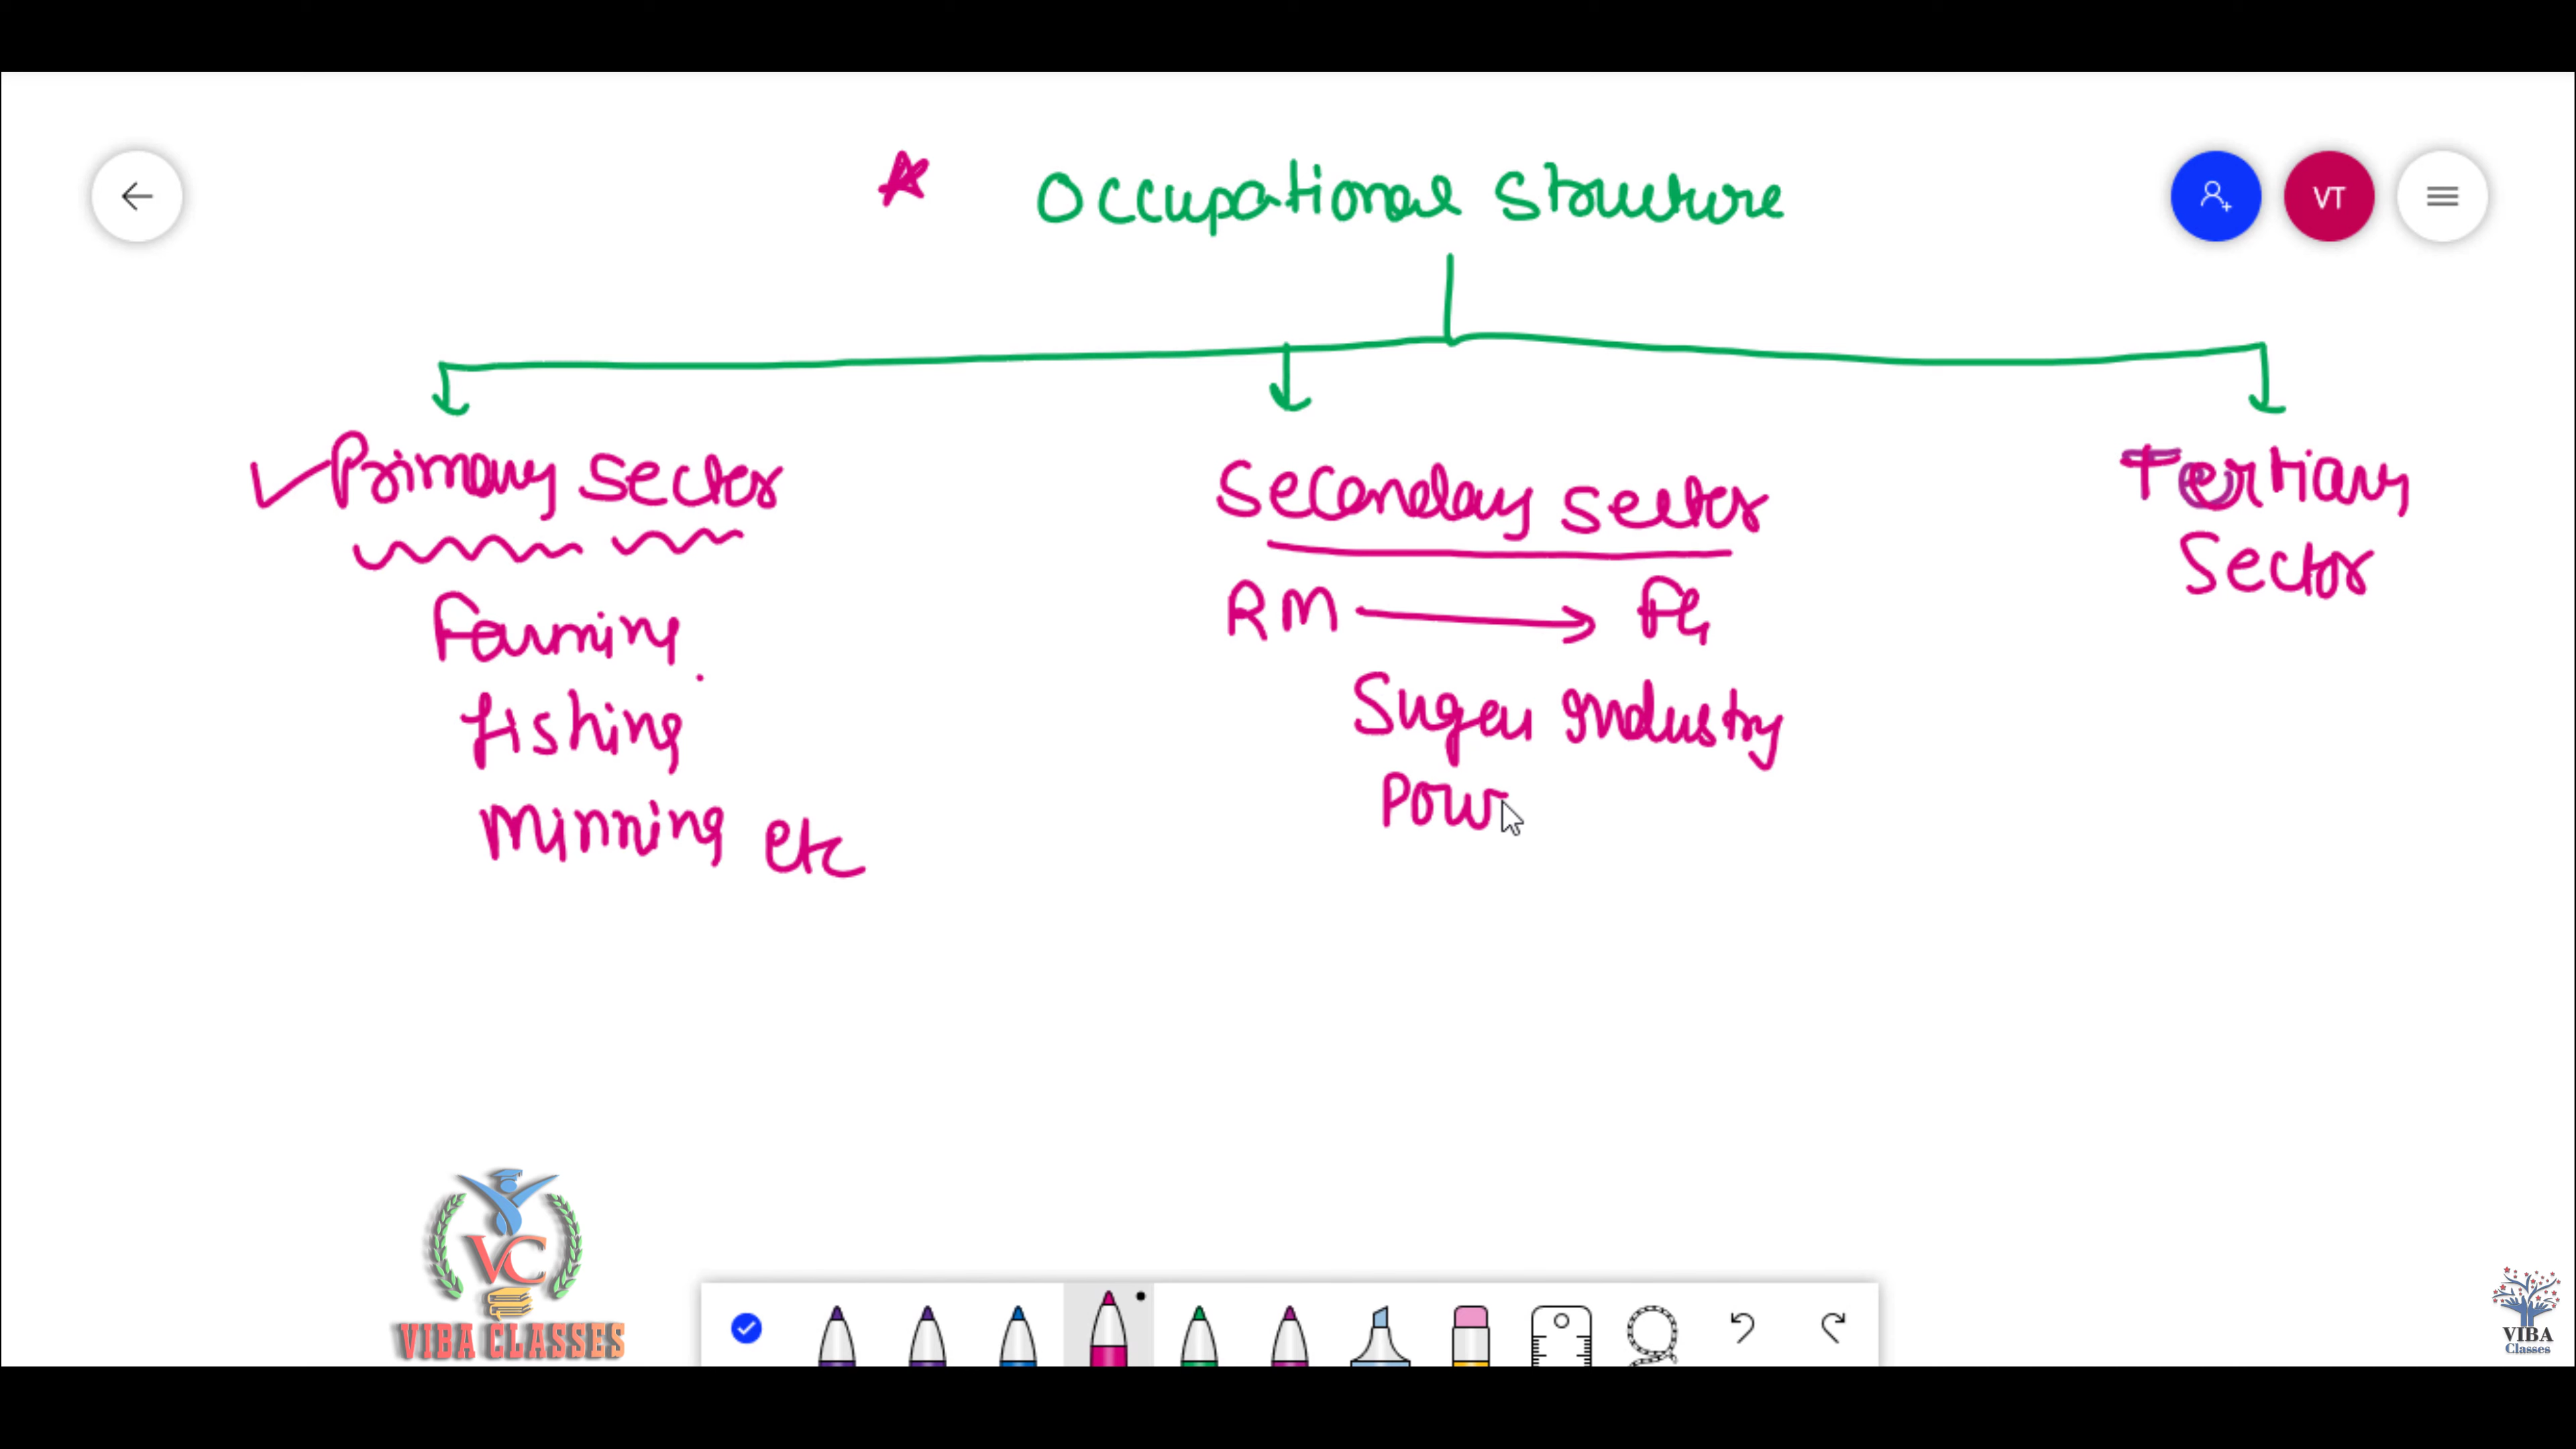 Occupational Structure
VT
Primary Sector
Secondary Sector
Tertiary
Sector
Farming
fishing
Minning etc
RM → FG
Sugar Industry
Pow
VC
VIBA CLASSES
VIBA
Classes